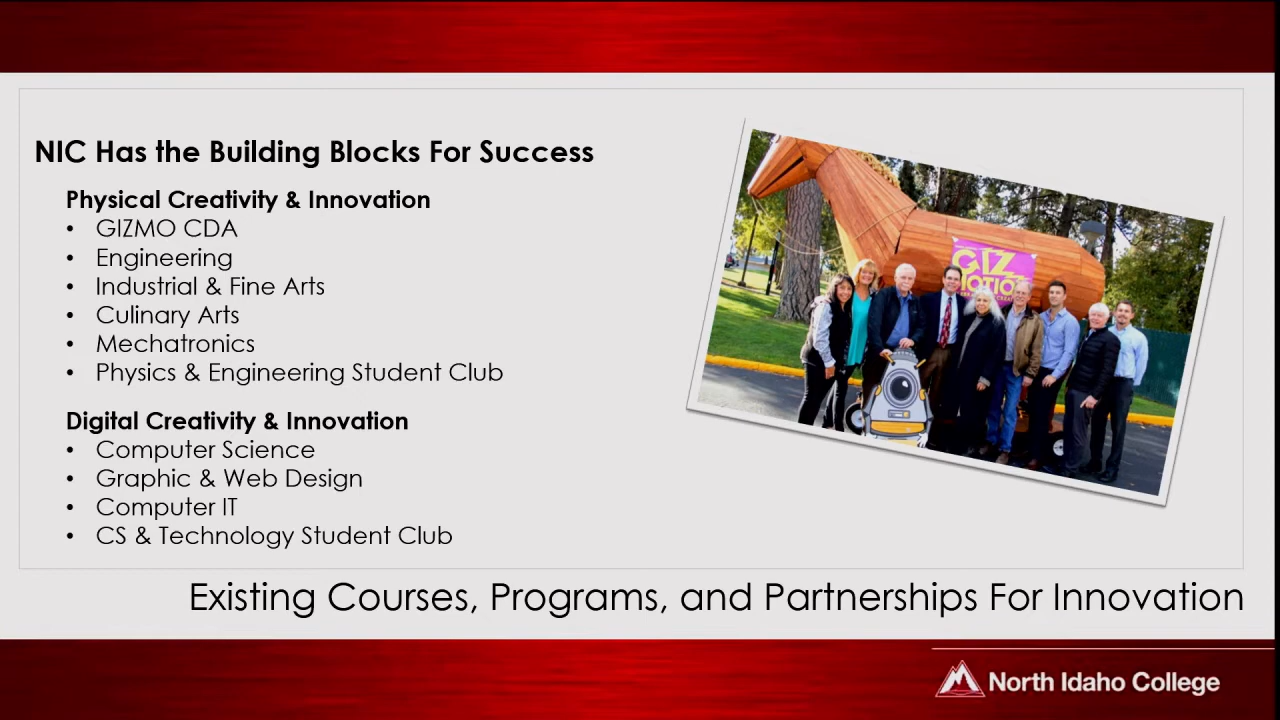 NIC Has the Building Blocks For Success
Physical Creativity & Innovation
• GIZMO CDA
• Engineering
• Industrial & Fine Arts
• Culinary Arts
• Mechatronics
• Physics & Engineering Student Club
Digital Creativity & Innovation
• Computer Science
• Graphic & Web Design
• Computer IT
• CS & Technology Student Club
GIZ
MOTION
Existing Courses, Programs, and Partnerships For Innovation
North Idaho College